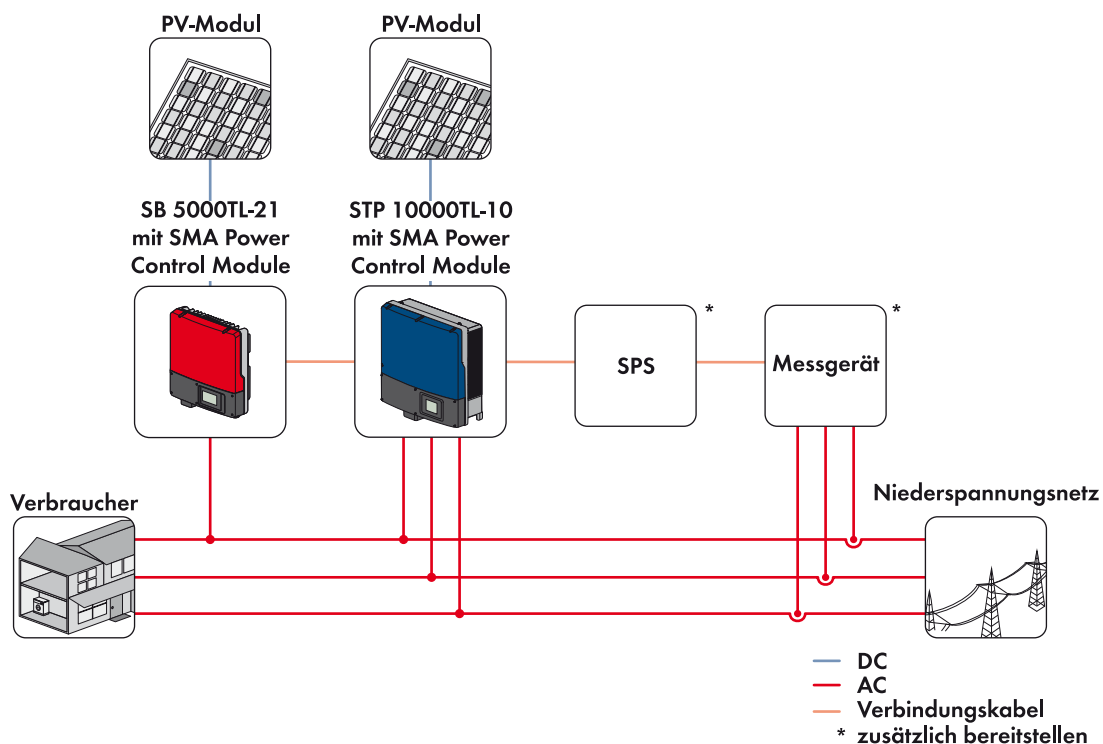 PV-Modul
PV-Modul
SB 5000TL-21
mit SMA Power
Control Module
STP 10000TL-10
mit SMA Power
Control Module
*
*
SPS
Messgerät
Verbraucher
Niederspannungsnetz
DC
AC
Verbindungskabel
* zusätzlich bereitstellen